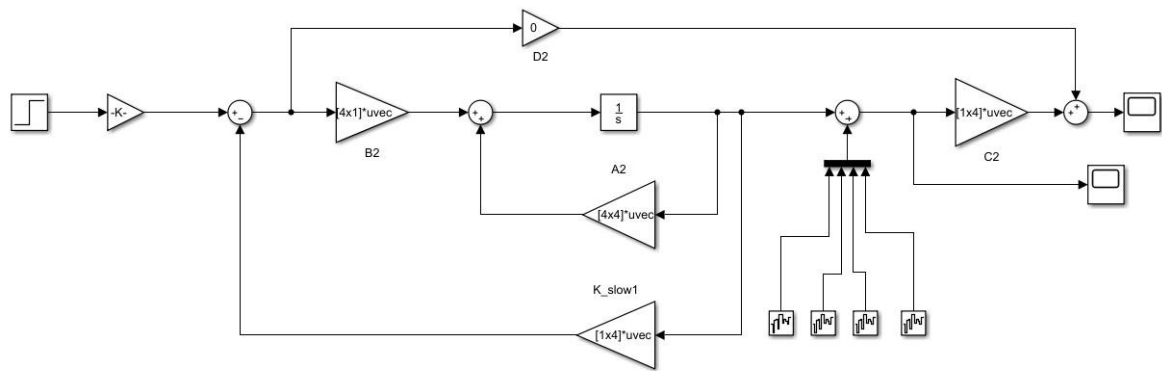 0
D2
-K-
[4x1]*uvec
B2
1
s
[1x4]*uvec
C2
A2
[4x4]*uvec
K_slow1
[1x4]*uvec